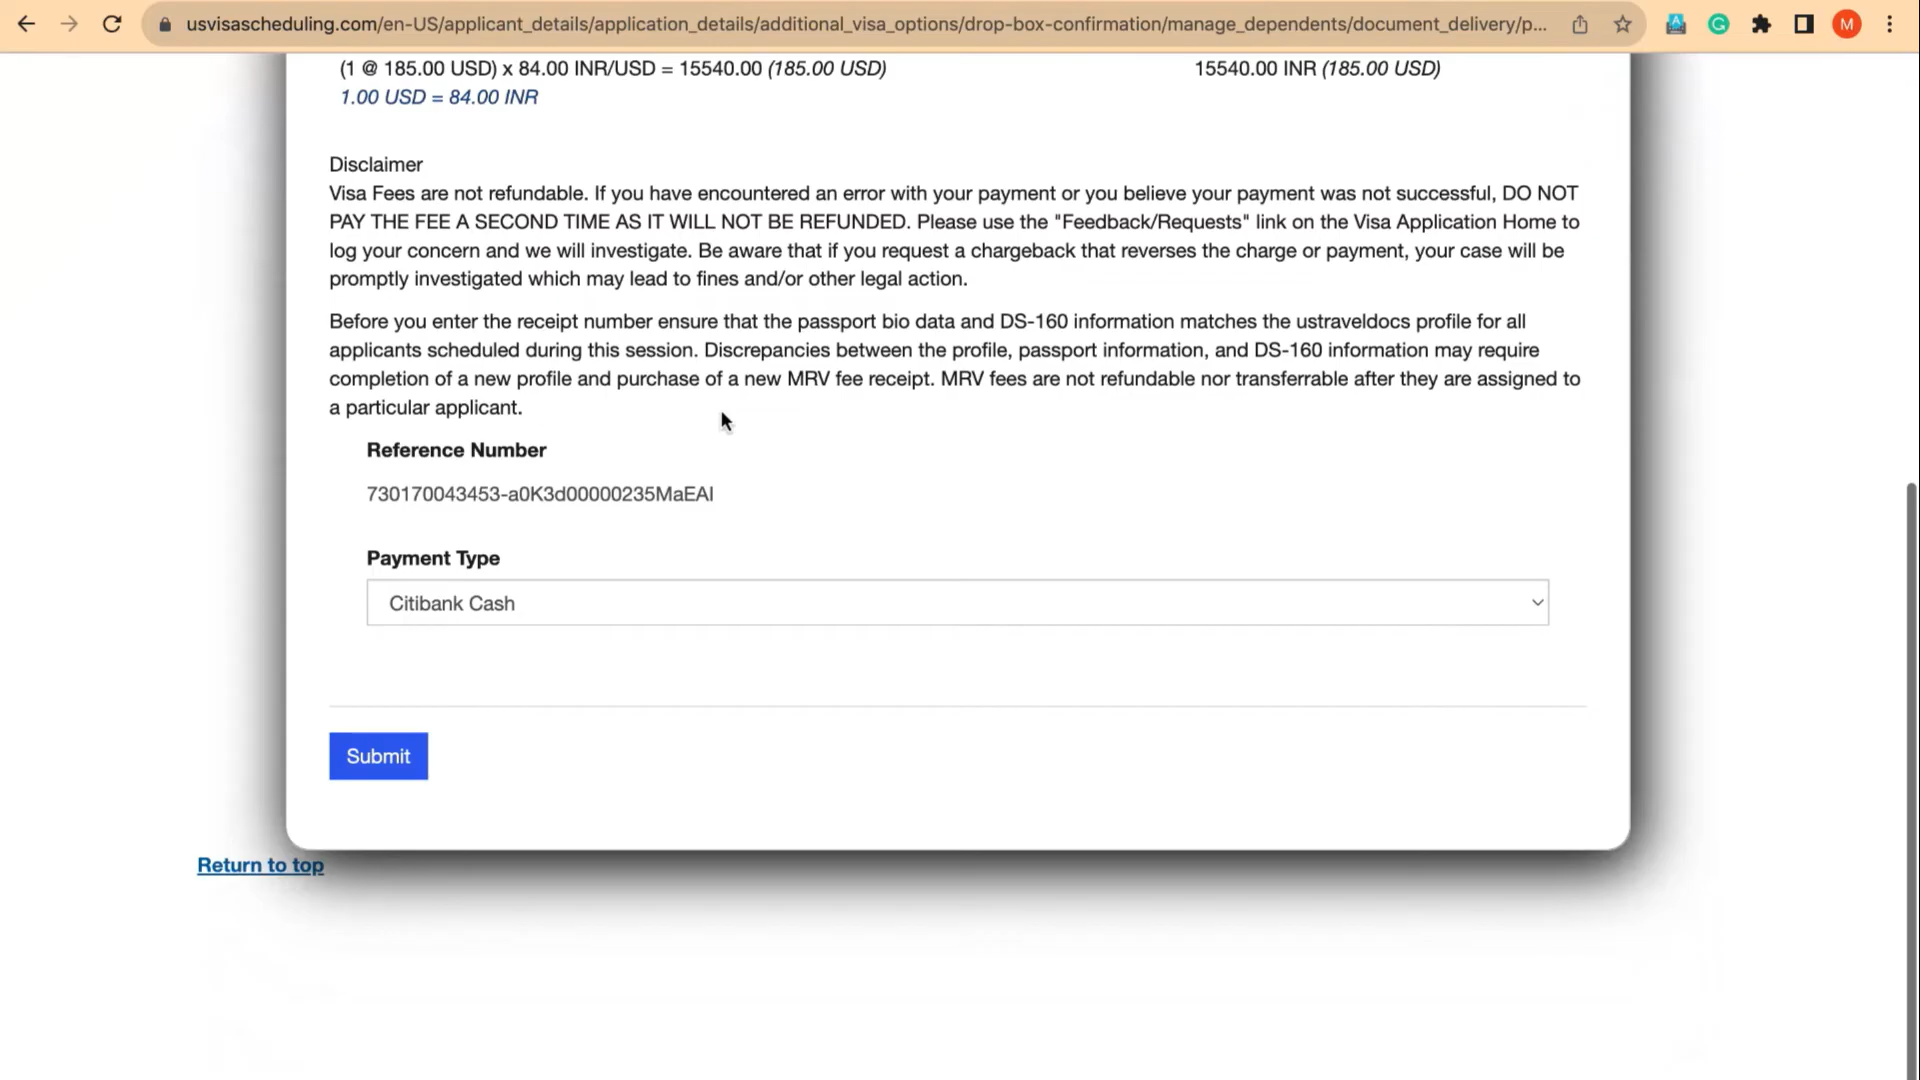 usvisascheduling.com/en-US/applicant_details/application_details/additional_visa_options/drop-box-confirmation/manage_dependents/document_delivery/p...
M
(1 @ 185.00 USD) x 84.00 INR/USD = 15540.00 (185.00 USD) 15540.00 INR (185.00 USD)
1.00 USD = 84.00 INR
Disclaimer
Visa Fees are not refundable. If you have encountered an error with your payment or you believe your payment was not successful, DO NOT
PAY THE FEE A SECOND TIME AS IT WILL NOT BE REFUNDED. Please use the "Feedback/Requests" link on the Visa Application Home to
log your concern and we will investigate. Be aware that if you request a chargeback that reverses the charge or payment, your case will be
promptly investigated which may lead to fines and/or other legal action.
Before you enter the receipt number ensure that the passport bio data and DS-160 information matches the ustraveldocs profile for all
applicants scheduled during this session. Discrepancies between the profile, passport information, and DS-160 information may require
completion of a new profile and purchase of a new MRV fee receipt. MRV fees are not refundable nor transferrable after they are assigned to
a particular applicant.
Reference Number
730170043453-a0K3d00000235MaEAI
Payment Type
Citibank Cash
Submit
Return to top